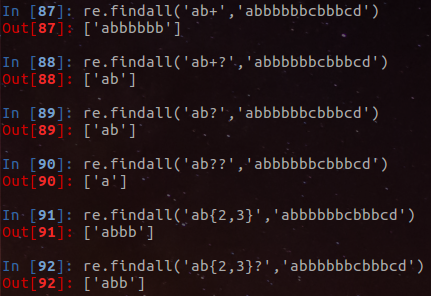 In [87]: re.findall('ab+','abbbbbbcbbbcd')
Out[87]: ['abbbbbb']
In [88]: re.findall('ab+?','abbbbbbcbbbcd')
Out[88]: ['ab']
In [89]: re.findall('ab?','abbbbbbcbbbcd')
Out[89]: ['ab']
In [90]: re.findall('ab??','abbbbbbcbbbcd')
Out[90]: ['a']
In [91]: re.findall('ab{2,3}','abbbbbbcbbbcd')
Out[91]: ['abbb']
In [92]: re.findall('ab{2,3}?','abbbbbbcbbbcd')
Out[92]: ['abb']